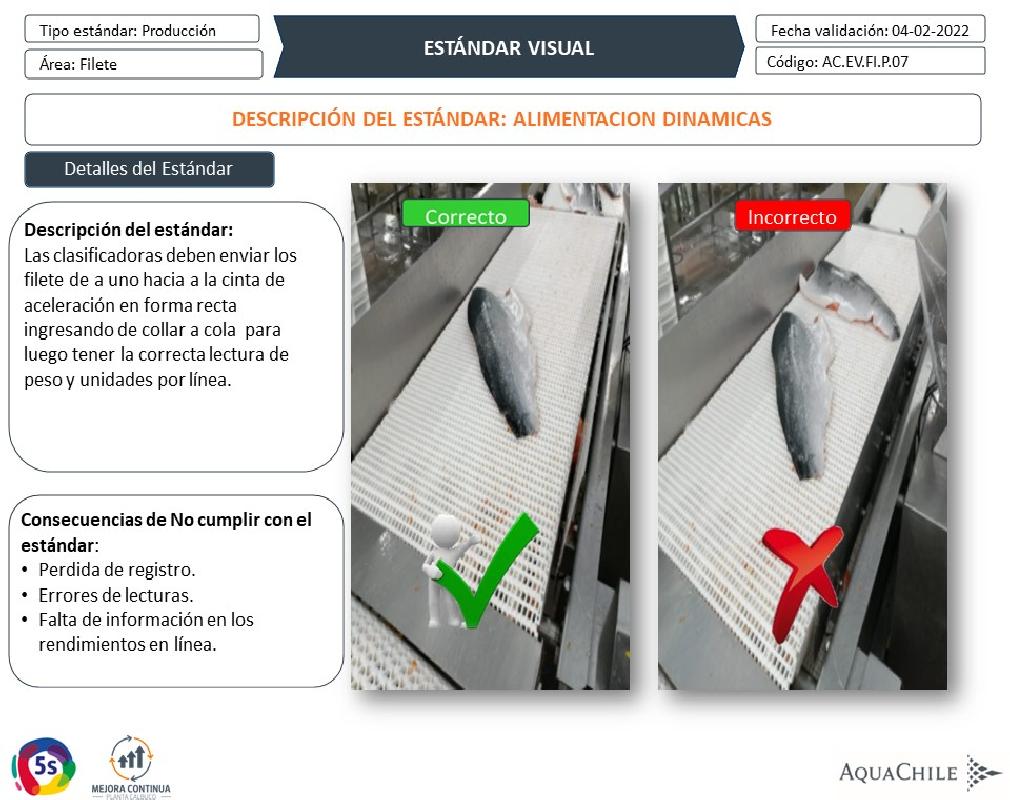 Tipo estándar: Producción
Área: Filete
ESTÁNDAR VISUAL
Fecha validación: 04-02-2022
Código: AC.EV.FI.P.07
DESCRIPCIÓN DEL ESTÁNDAR: ALIMENTACION DINAMICAS
Detalles del Estándar
Descripción del estándar:
Las clasificadoras deben enviar los
filete de a uno hacia a la cinta de
aceleración en forma recta
ingresando de collar a cola para
luego tener la correcta lectura de
peso y unidades por línea.
Consecuencias de No cumplir con el
estándar:
• Perdida de registro.
• Errores de lecturas.
• Falta de información en los
rendimientos en línea.
Correcto
Incorrecto
5s
MEJORA CONTINUA
PLANTA CALBUCO
AQUACHILE